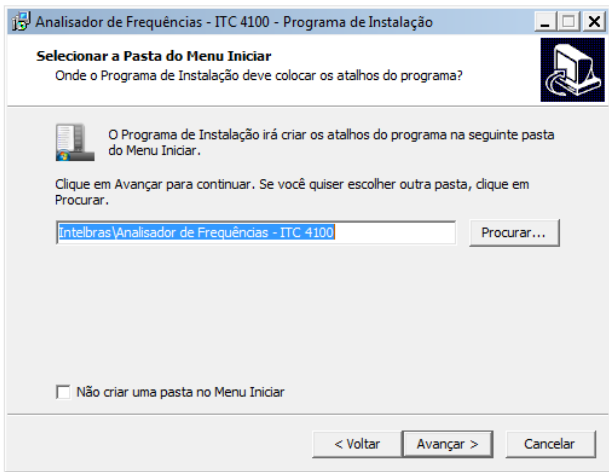 Analisador de Frequências - ITC 4100 - Programa de Instalação
Selecionar a Pasta do Menu Iniciar
Onde o Programa de Instalação deve colocar os atalhos do programa?
O Programa de Instalação irá criar os atalhos do programa na seguinte pasta
do Menu Iniciar.
Clique em Avançar para continuar. Se você quiser escolher outra pasta, clique em
Procurar.
Intelbras\Analisador de Frequências - ITC 4100
Procurar...
Não criar uma pasta no Menu Iniciar
< Voltar
Avançar >
Cancelar